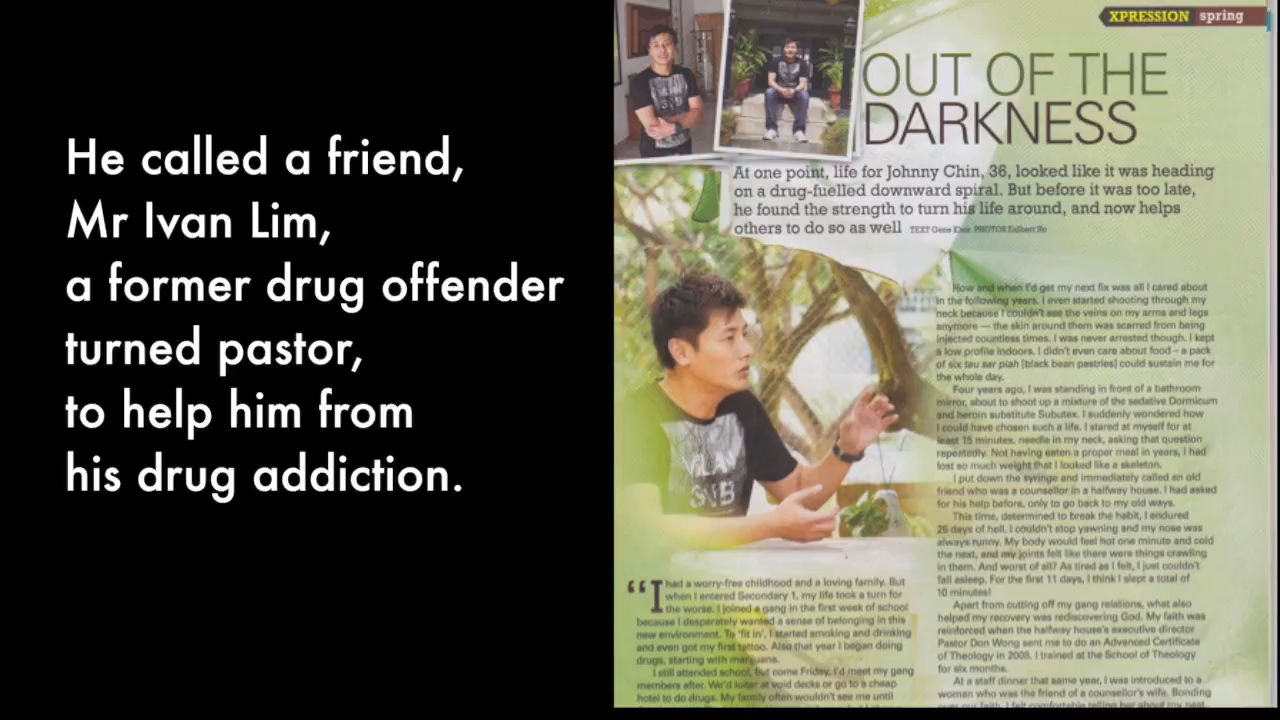 He called a friend,
Mr Ivan Lim,
a former drug offender
turned pastor,
to help him from
his drug addiction.
XPRESSION spring
OUT OF THE
DARKNESS
At one point, life for Johnny Chin, 36, looked like it was heading
on a drug-fuelled downward spiral. But before it was too late,
he found the strength to turn his life around, and now helps
others to do so as well TEXT Gene Khor PHOTOS Ealbert Ho
“I had a worry-free childhood and a loving family. But
when I entered Secondary 1, my life took a turn for
the worse. I joined a gang in the first week of school
because I desperately wanted a sense of belonging in this
new environment. To 'fit in', I started smoking and drinking
and even got my first tattoo. Also that year I began doing
drugs, starting with marijuana.
I still attended school, but come Friday, I'd meet my gang
members after. We'd loiter at void decks or go to a cheap
hotel to do drugs. My family often wouldn't see me until
How and when I'd get my next fix was all I cared about
in the following years. I even started shooting through my
neck because I couldn't see the veins on my arms and legs
anymore — the skin around them was scarred from being
injected countless times. I was never arrested though. I kept
a low profile indoors. I didn't even care about food – a pack
of six tau sar piah [black bean pastries] could sustain me for
the whole day.
Four years ago, I was standing in front of a bathroom
mirror, about to shoot up a mixture of the sedative Dormicum
and heroin substitute Subutex. I suddenly wondered how
I could have chosen such a life. I stared at myself for at
least 15 minutes, needle in my neck, asking that question
repeatedly. Not having eaten a proper meal in years, I had
lost so much weight that I looked like a skeleton.
I put down the syringe and immediately called an old
friend who was a counsellor in a halfway house. I had asked
for his help before, only to go back to my old ways.
This time, determined to break the habit, I endured
26 days of hell. I couldn't stop yawning and my nose was
always runny. My body would feel hot one minute and cold
the next, and my joints felt like there were things crawling
in them. And worst of all? As tired as I felt, I just couldn't
fall asleep. For the first 11 days, I think I slept a total of
10 minutes!
Apart from cutting off my gang relations, what also
helped my recovery was rediscovering God. My faith was
reinforced when the halfway house's executive director
Pastor Don Wong sent me to do an Advanced Certificate
of Theology in 2008. I trained at the School of Theology
for six months.
At a staff dinner that same year, I was introduced to a
woman who was the friend of a counsellor's wife. Bonding
over our faith, I felt comfortable telling her about my past.